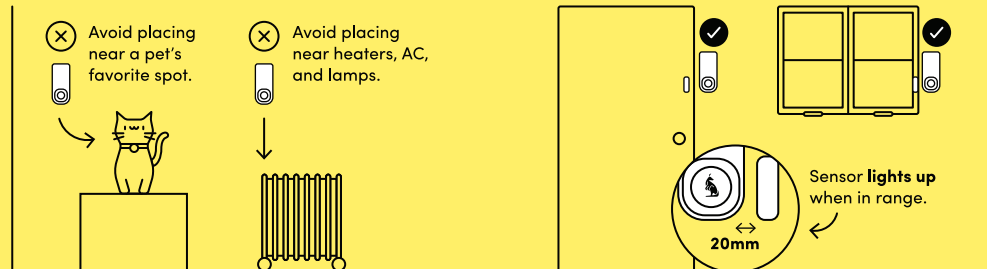 Avoid placing
near a pet's
favorite spot.
Avoid placing
near heaters, AC,
and lamps.
Sensor lights up
when in range.
20mm